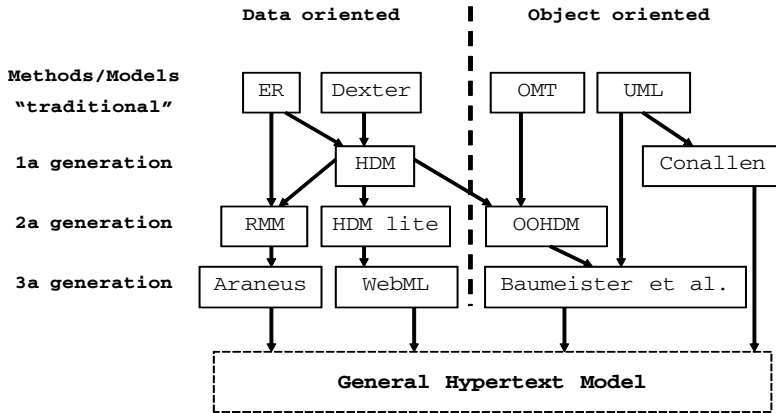 Data oriented
Object oriented
Methods/Models
"traditional"
ER
Dexter
OMT
UML
1a generation
HDM
Conallen
2a generation
RMM
HDM lite
OOHDM
3a generation
Araneus
WebML
Baumeister et al.
General Hypertext Model